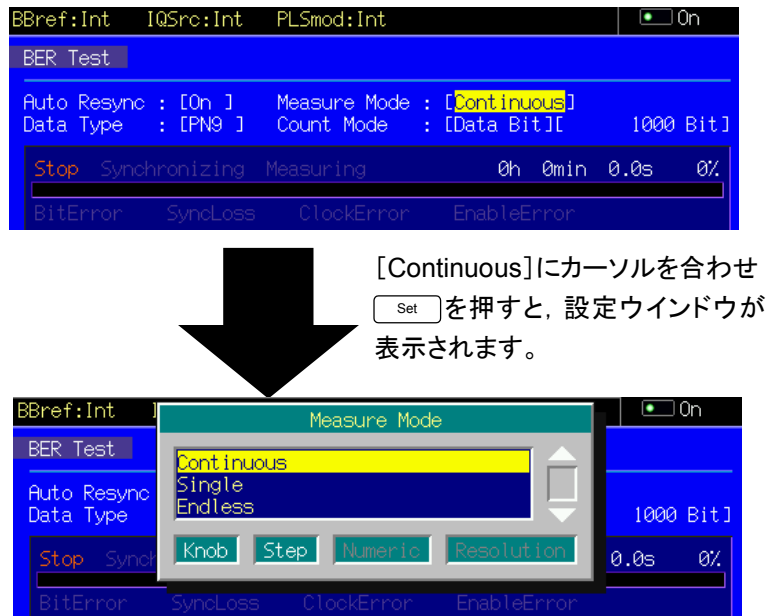 BBref:Int IQSrc:Int PLSmod:Int On
BER Test
Auto Resync : [On ] Measure Mode : [Continuous]
Data Type : [PN9 ] Count Mode : [Data Bit][ 1000 Bit]
Stop Synchronizing Measuring 0h 0min 0.0s 0%
BitError SyncLoss ClockError EnableError
[Continuous]にカーソルを合わせ
Set を押すと，設定ウインドウが
表示されます。
BBref:Int On
Measure Mode
BER Test
Continuous
Single
Endless
Auto Resync
Data Type 1000 Bit]
Knob Step Numeric Resolution
Stop Synch 0.0s 0%
BitError SyncLoss ClockError EnableError